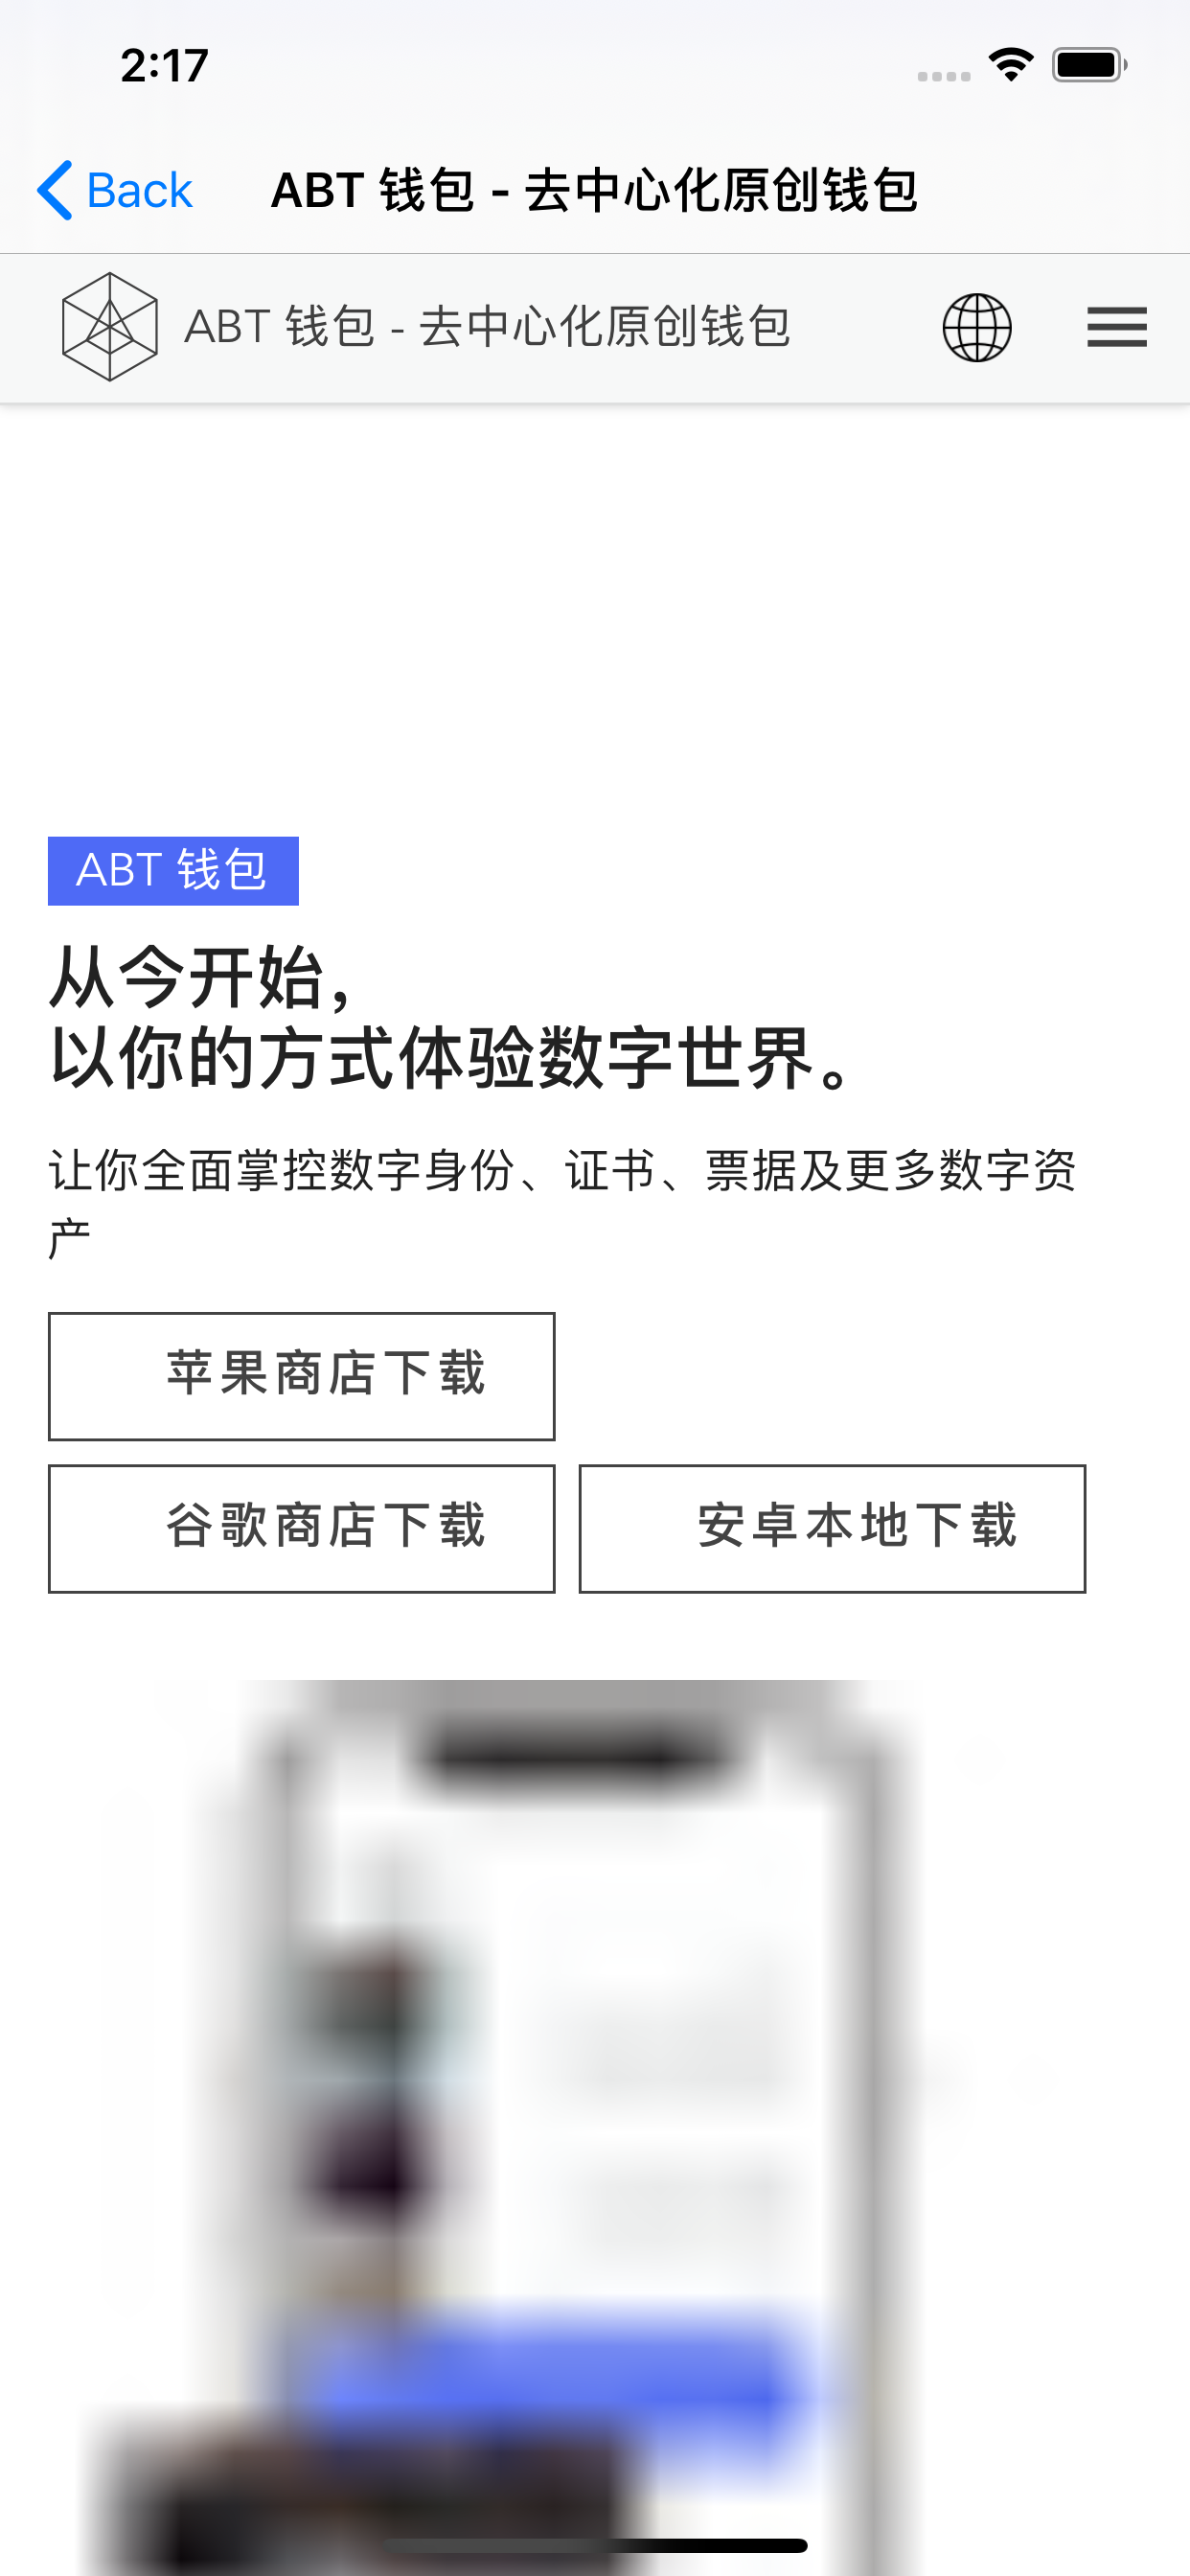 2:17
Back
ABT 钱包 - 去中心化原创钱包
ABT 钱包 - 去中心化原创钱包
ABT 钱包
从今开始，
以你的方式体验数字世界。
让你全面掌控数字身份、证书、票据及更多数字资
产
苹果商店下载
谷歌商店下载
安卓本地下载